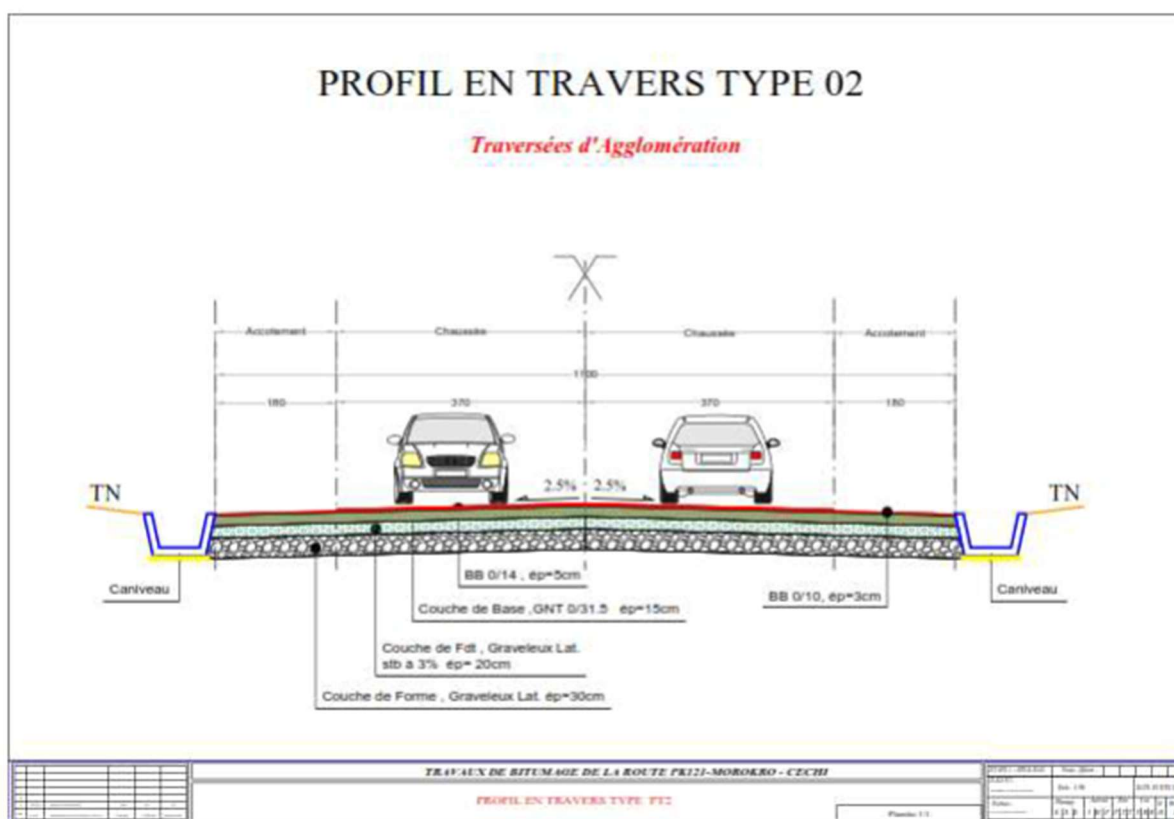 PROFIL EN TRAVERS TYPE 02
Traversées d'Agglomération
Accotement Chaussée Chaussée Accotement
1100
180 370 370 180
2.5% 2.5%
TN TN
BB 0/14 , ép=5cm
Caniveau Caniveau
BB 0/10, ép=3cm
Couche de Base ,GNT 0/31.5 ép=15cm
Couche de Fdt , Graveleux Lat.
stb à 3% ép= 20cm
Couche de Forme , Graveleux Lat. ép=30cm
TRAVAUX DE BITUMAGE DE LA ROUTE PK121-MOROKRO - CECHI
PROFIL EN TRAVERS TYPE PT2